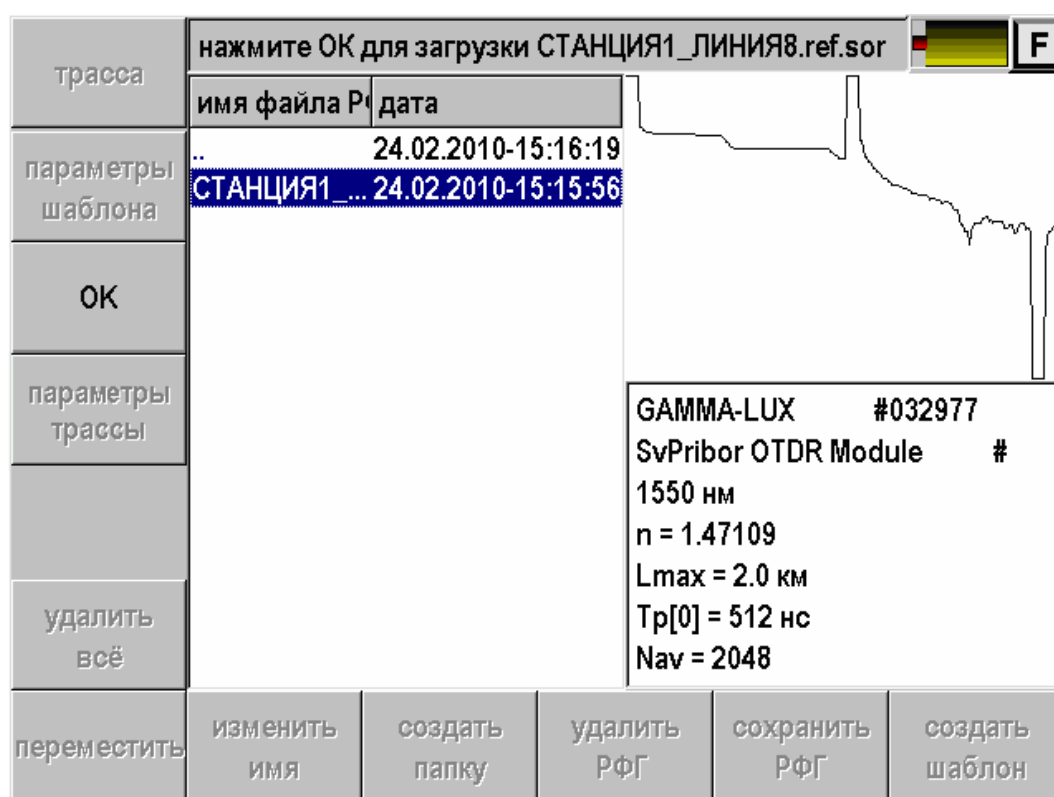 трасса
нажмите ОК для загрузки СТАНЦИЯ1_ЛИНИЯ8.ref.sor
F
имя файла РФ дата
.. 24.02.2010-15:16:19
СТАНЦИЯ1_... 24.02.2010-15:15:56
параметры
шаблона
ОК
параметры
трассы
GAMMA-LUX #032977
SvPribor OTDR Module #
1550 нм
n = 1.47109
Lmax = 2.0 км
Tp[0] = 512 нс
Nav = 2048
удалить
всё
переместить
изменить
имя
создать
папку
удалить
РФГ
сохранить
РФГ
создать
шаблон